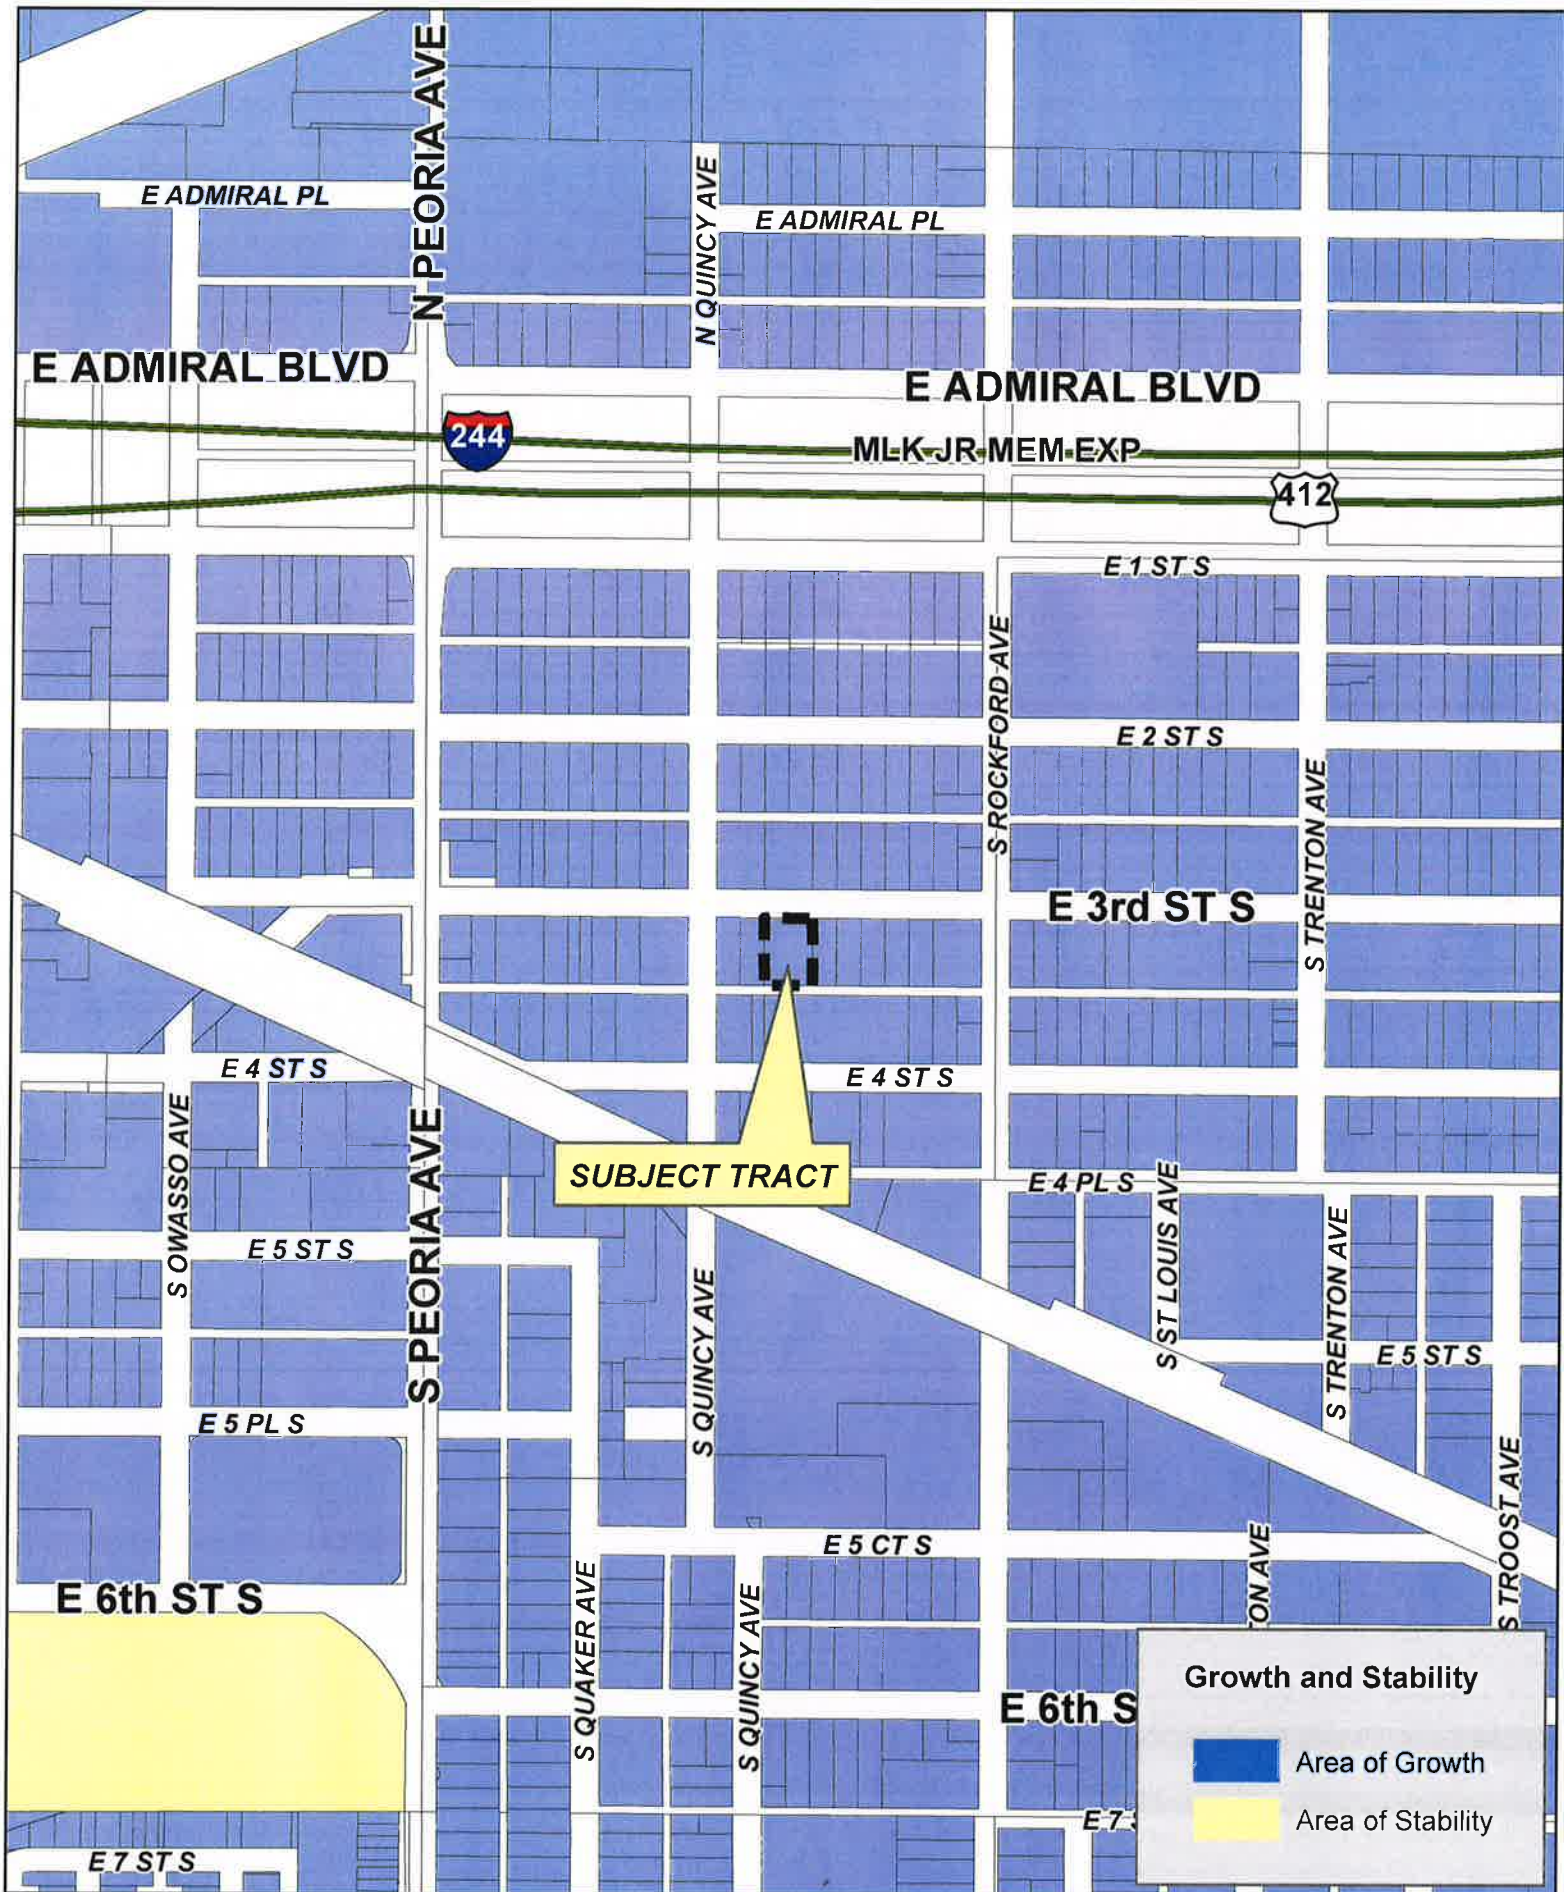 N PEORIA AVE
E ADMIRAL PL
N QUINCY AVE
E ADMIRAL PL
E ADMIRAL BLVD
E ADMIRAL BLVD
244
MLK JR MEM EXP
412
E 1 ST S
S ROCKFORD AVE
E 2 ST S
S TRENTON AVE
E 3rd ST S
E 4 ST S
E 4 ST S
S OWASSO AVE
S PEORIA AVE
SUBJECT TRACT
E 4 PL S
S ST LOUIS AVE
S TRENTON AVE
E 5 ST S
S QUINCY AVE
E 5 ST S
E 5 PL S
S TROOST AVE
E 5 CT S
TON AVE
E 6th ST S
S QUAKER AVE
S QUINCY AVE
E 6th S
E 7
E 7 ST S
Growth and Stability
Area of Growth
Area of Stability